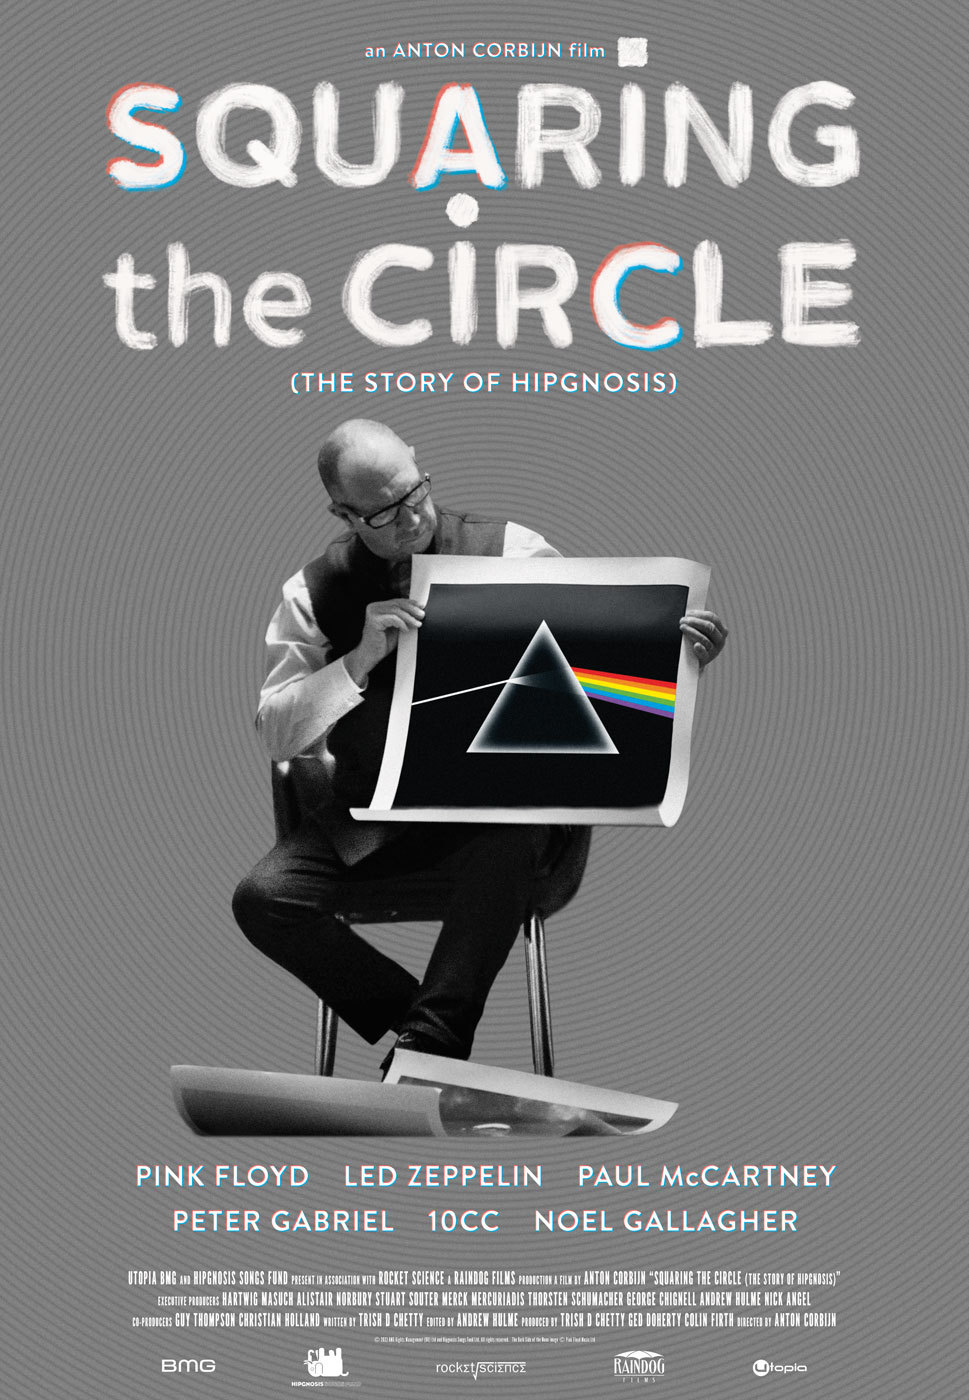 an ANTON CORBIJN film
SQUARiNG
the CiRCLE
(THE STORY OF HIPGNOSIS)
PINK FLOYD LED ZEPPELIN PAUL McCARTNEY
PETER GABRIEL 10CC NOEL GALLAGHER
UTOPIA BMG AND HIPGNOSIS SONGS FUND PRESENT IN ASSOCIATION WITH ROCKET SCIENCE A RAINDOG FILMS PRODUCTION A FILM BY ANTON CORBIJN "SQUARING THE CIRCLE (THE STORY OF HIPGNOSIS)"
EXECUTIVE PRODUCERS HARTWIG MASUCH ALISTAIR NORBURY STUART SOUTER MERCK MERCURIADIS THORSTEN SCHUMACHER GEORGE CHIGNELL ANDREW HULME NICK ANGEL
CO-PRODUCERS GUY THOMPSON CHRISTIAN HOLLAND WRITTEN BY TRISH D CHETTY EDITED BY ANDREW HULME PRODUCED BY TRISH D CHETTY GED DOHERTY COLIN FIRTH DIRECTED BY ANTON CORBIJN
BMG HIPGNOSIS SONGS FUND rocket/science RAINDOG FILMS utopia